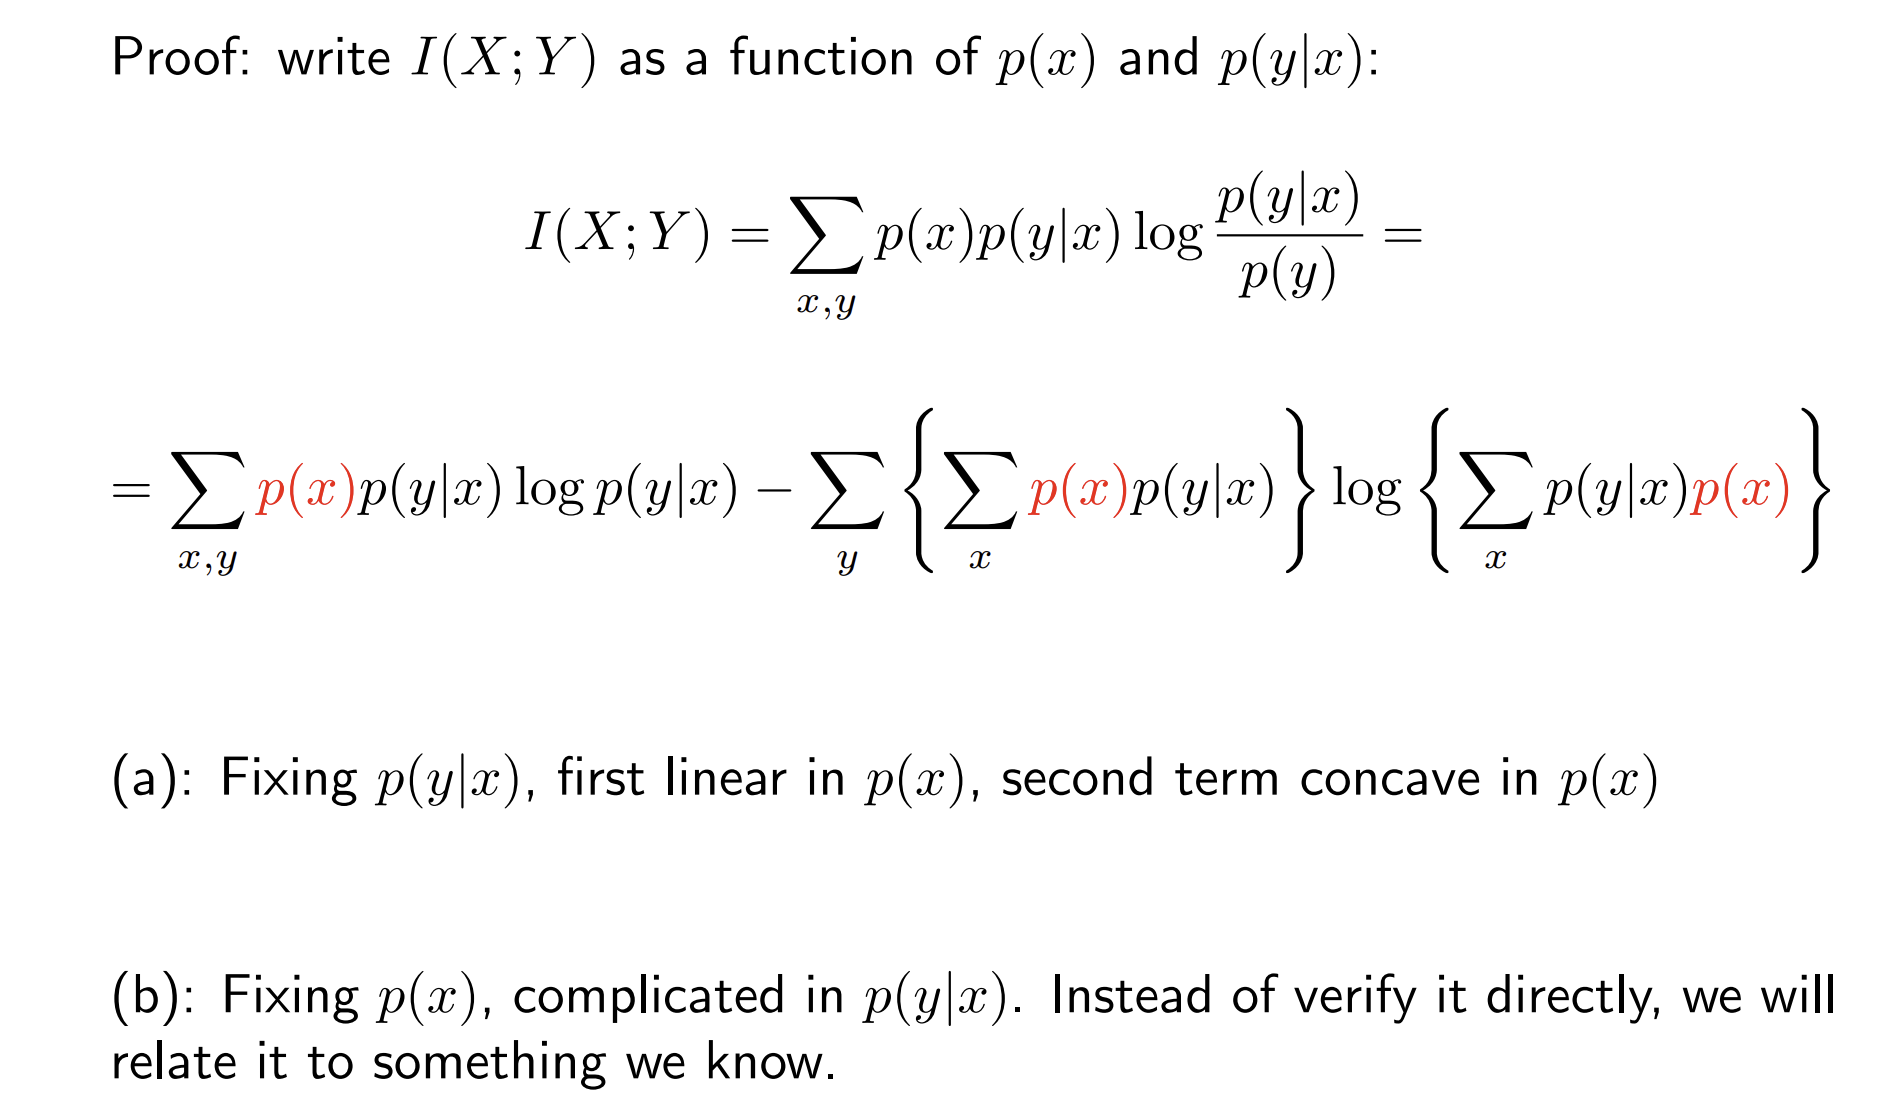 Proof: write $I(X;Y)$ as a function of $p(x)$ and $p(y|x)$:
$I(X;Y) = \sum_{x,y} p(x)p(y|x) \log \frac{p(y|x)}{p(y)} =$
$= \sum_{x,y} p(x)p(y|x) \log p(y|x) - \sum_{y} \left\{ \sum_{x} p(x)p(y|x) \right\} \log \left\{ \sum_{x} p(y|x)p(x) \right\}$
(a): Fixing $p(y|x)$, first linear in $p(x)$, second term concave in $p(x)$
(b): Fixing $p(x)$, complicated in $p(y|x)$. Instead of verify it directly, we will
relate it to something we know.